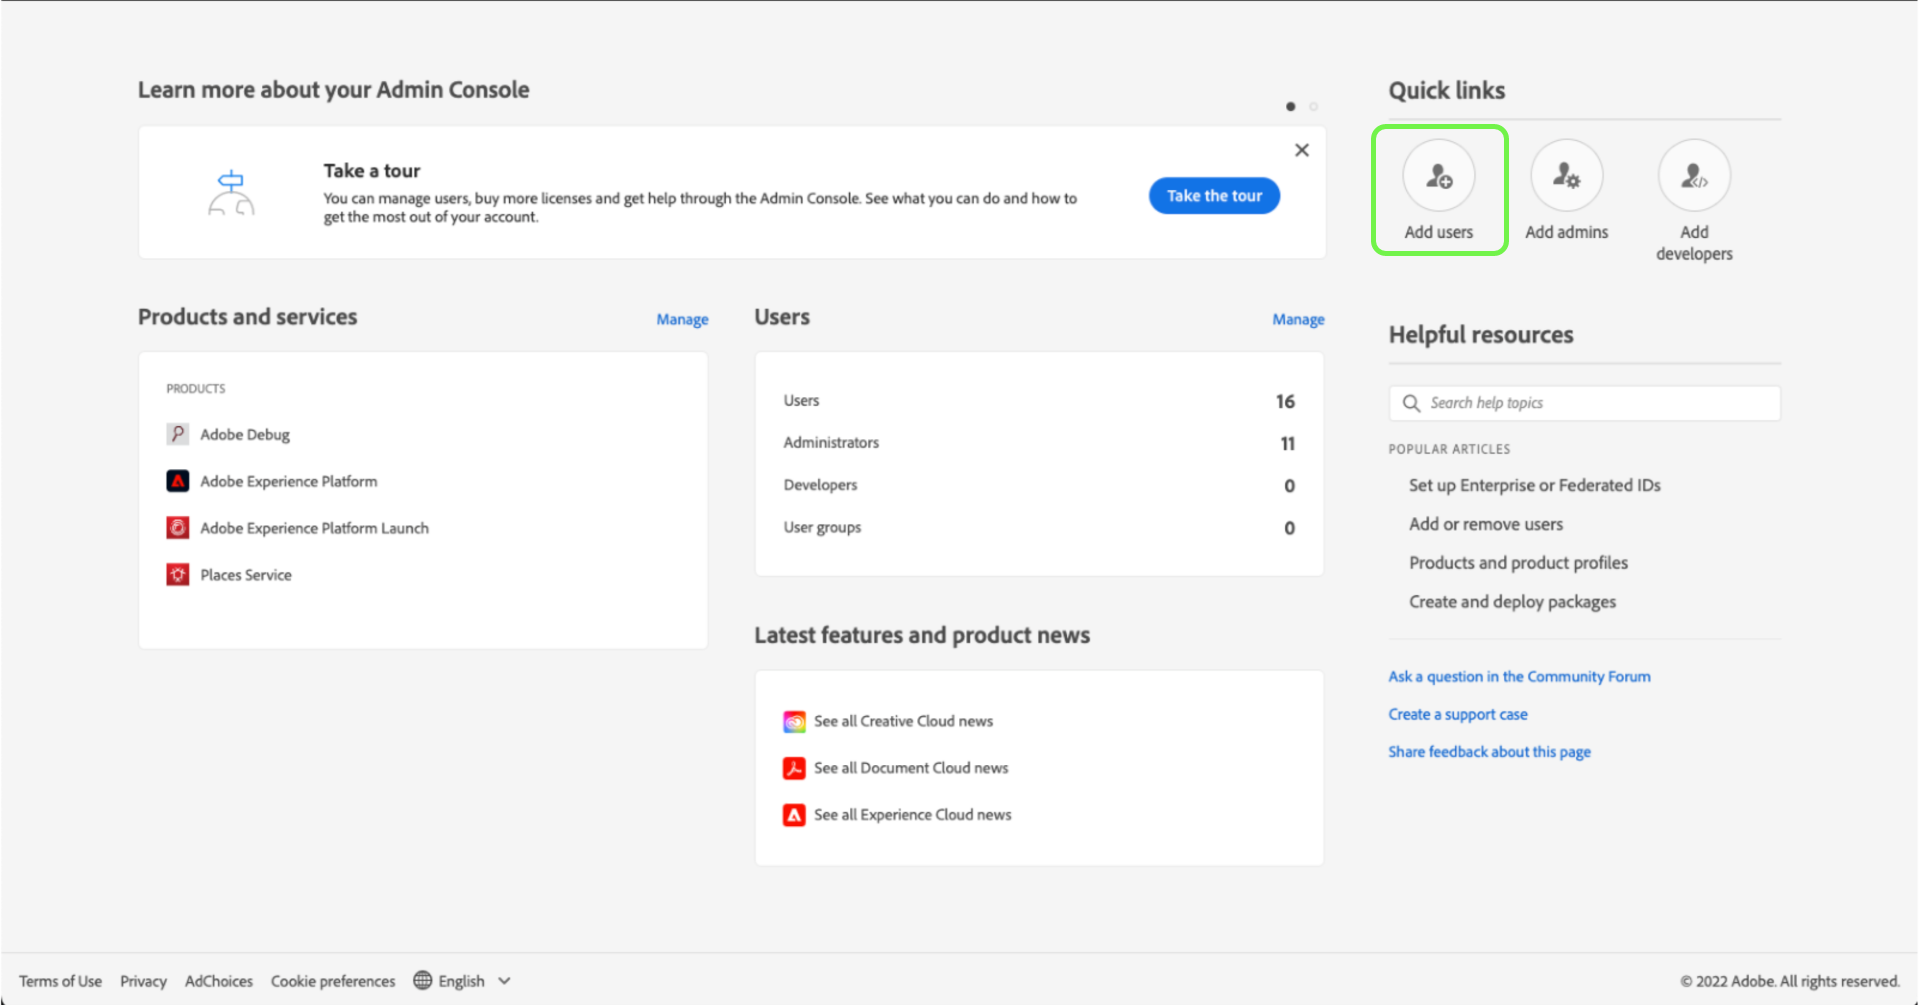 Learn more about your Admin Console
Take a tour
You can manage users, buy more licenses and get help through the Admin Console. See what you can do and how to
get the most out of your account.
Take the tour
Quick links
Add users
Add admins
Add
developers
Products and services
Manage
PRODUCTS
Adobe Debug
Adobe Experience Platform
Adobe Experience Platform Launch
Places Service
Users
Manage
Users 16
Administrators 11
Developers 0
User groups 0
Latest features and product news
See all Creative Cloud news
See all Document Cloud news
See all Experience Cloud news
Helpful resources
Search help topics
POPULAR ARTICLES
Set up Enterprise or Federated IDs
Add or remove users
Products and product profiles
Create and deploy packages
Ask a question in the Community Forum
Create a support case
Share feedback about this page
Terms of Use Privacy AdChoices Cookie preferences English
© 2022 Adobe. All rights reserved.